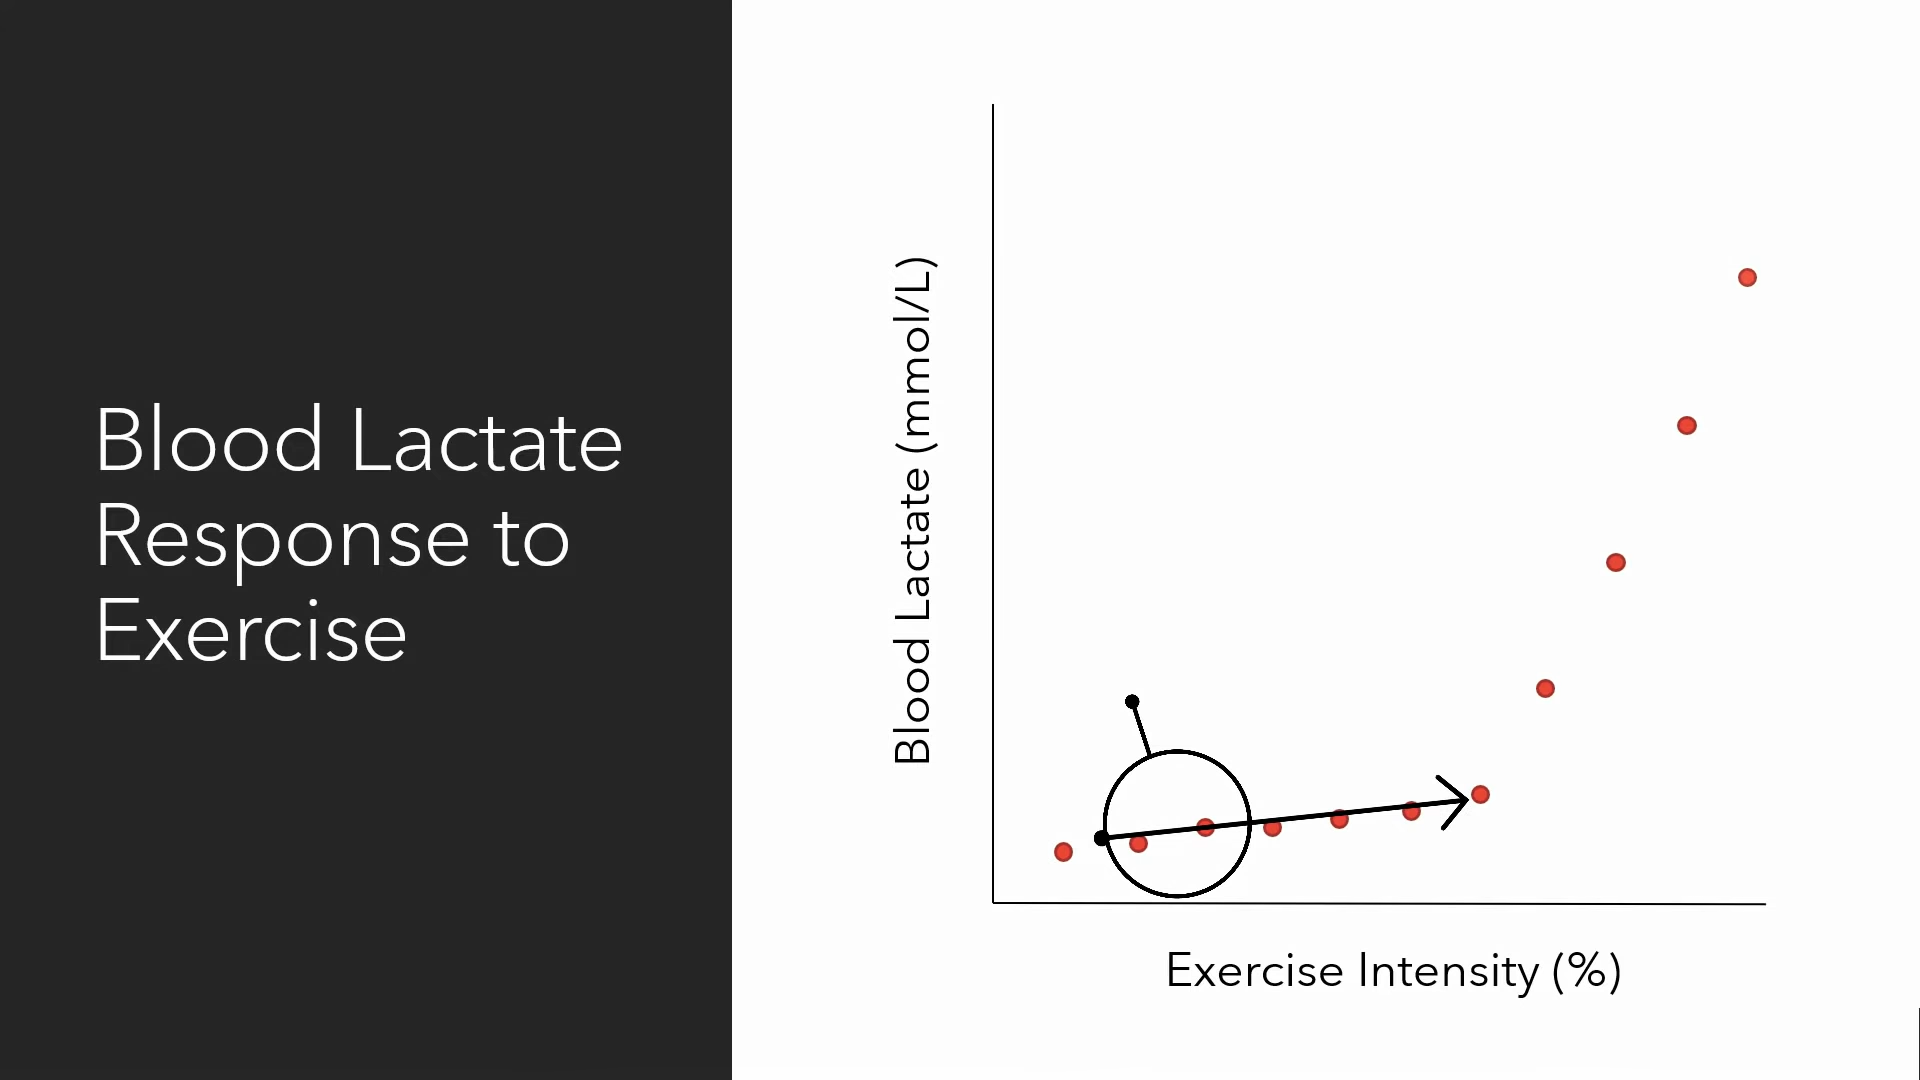 Blood Lactate
Response to
Exercise
Blood Lactate (mmol/L)
Exercise Intensity (%)